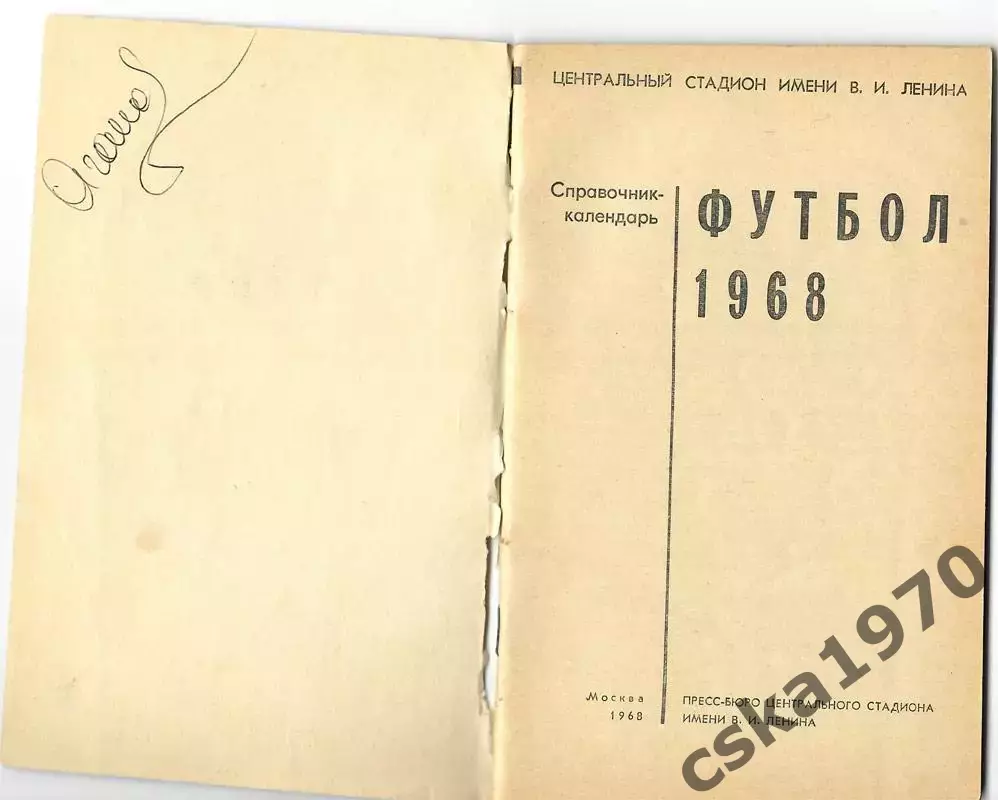 ЦЕНТРАЛЬНЫЙ СТАДИОН ИМЕНИ В. И. ЛЕНИНА
Справочник-
календарь
ФУТБОЛ
1968
Москва
1968
ПРЕСС-БЮРО ЦЕНТРАЛЬНОГО СТАДИОНА
ИМЕНИ В. И. ЛЕНИНА
cska1970